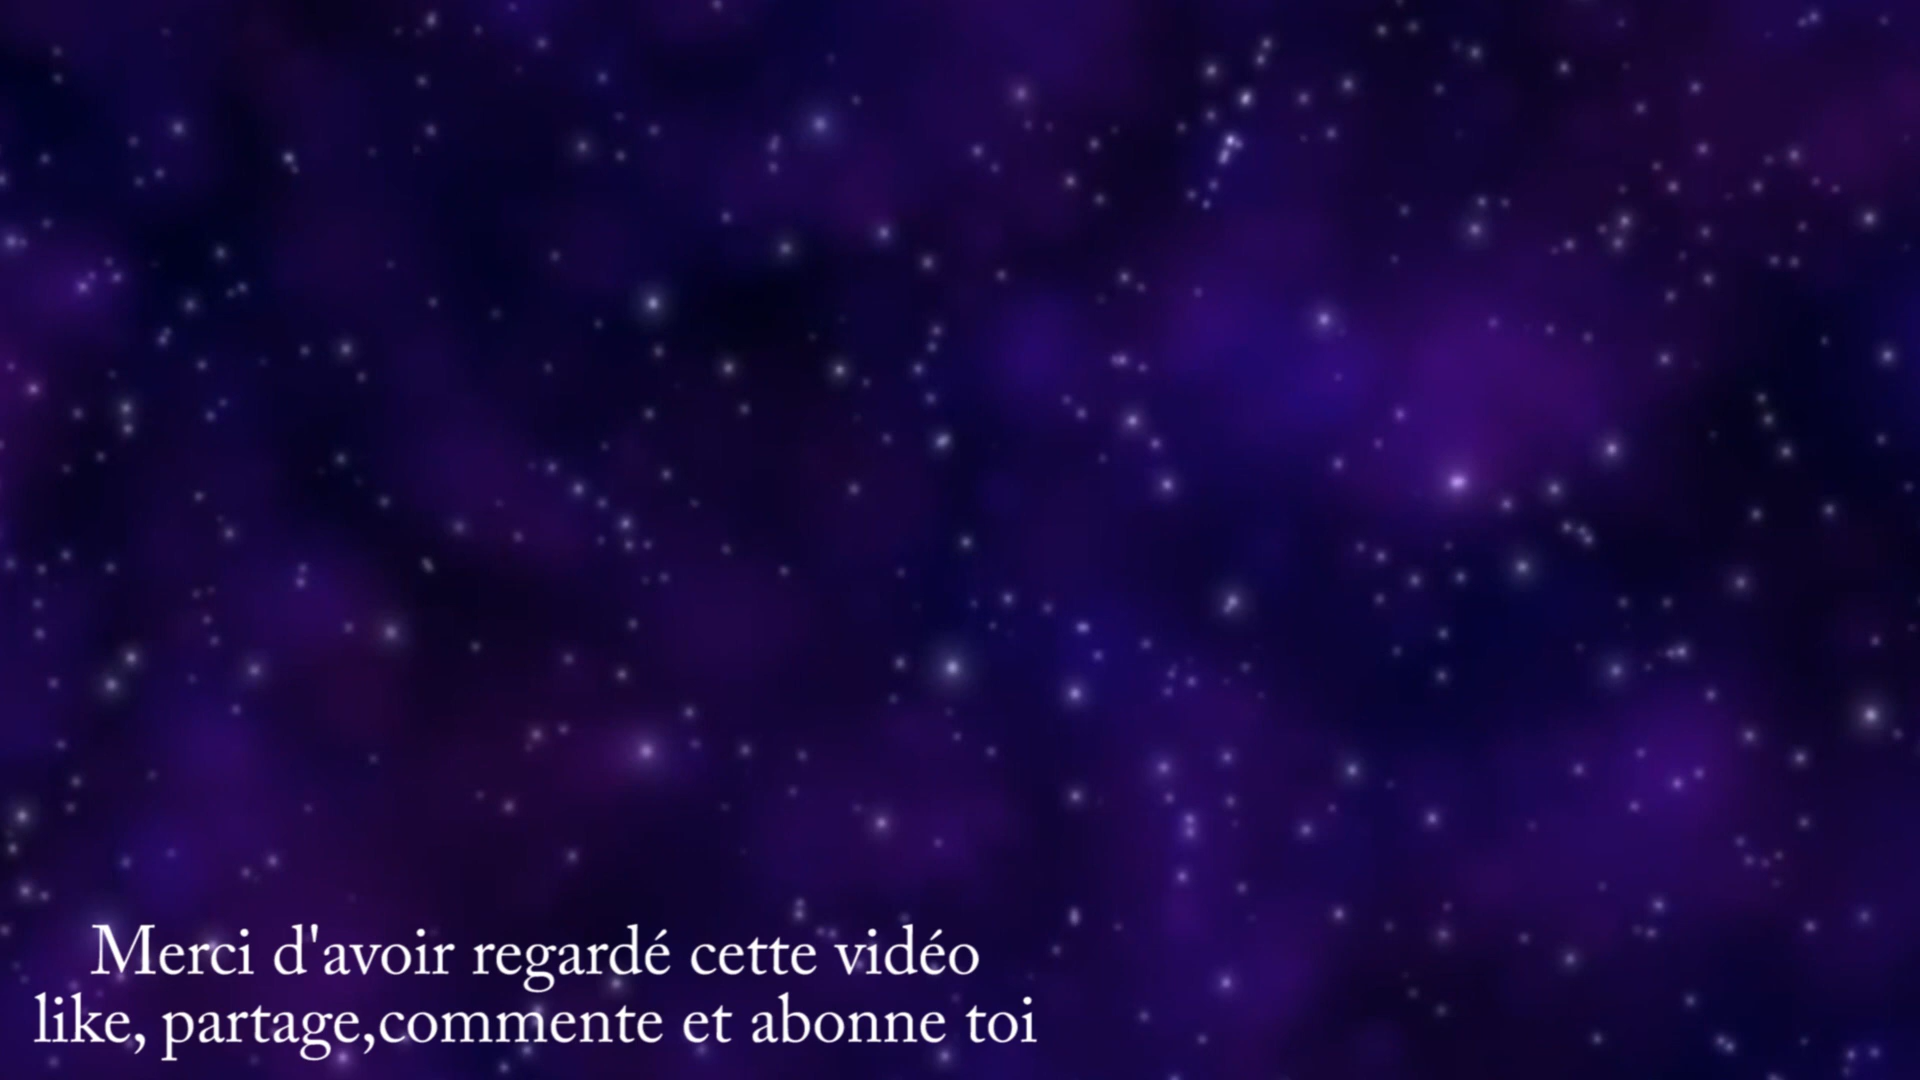 Merci d'avoir regardé cette vidéo
like, partage,commente et abonne toi